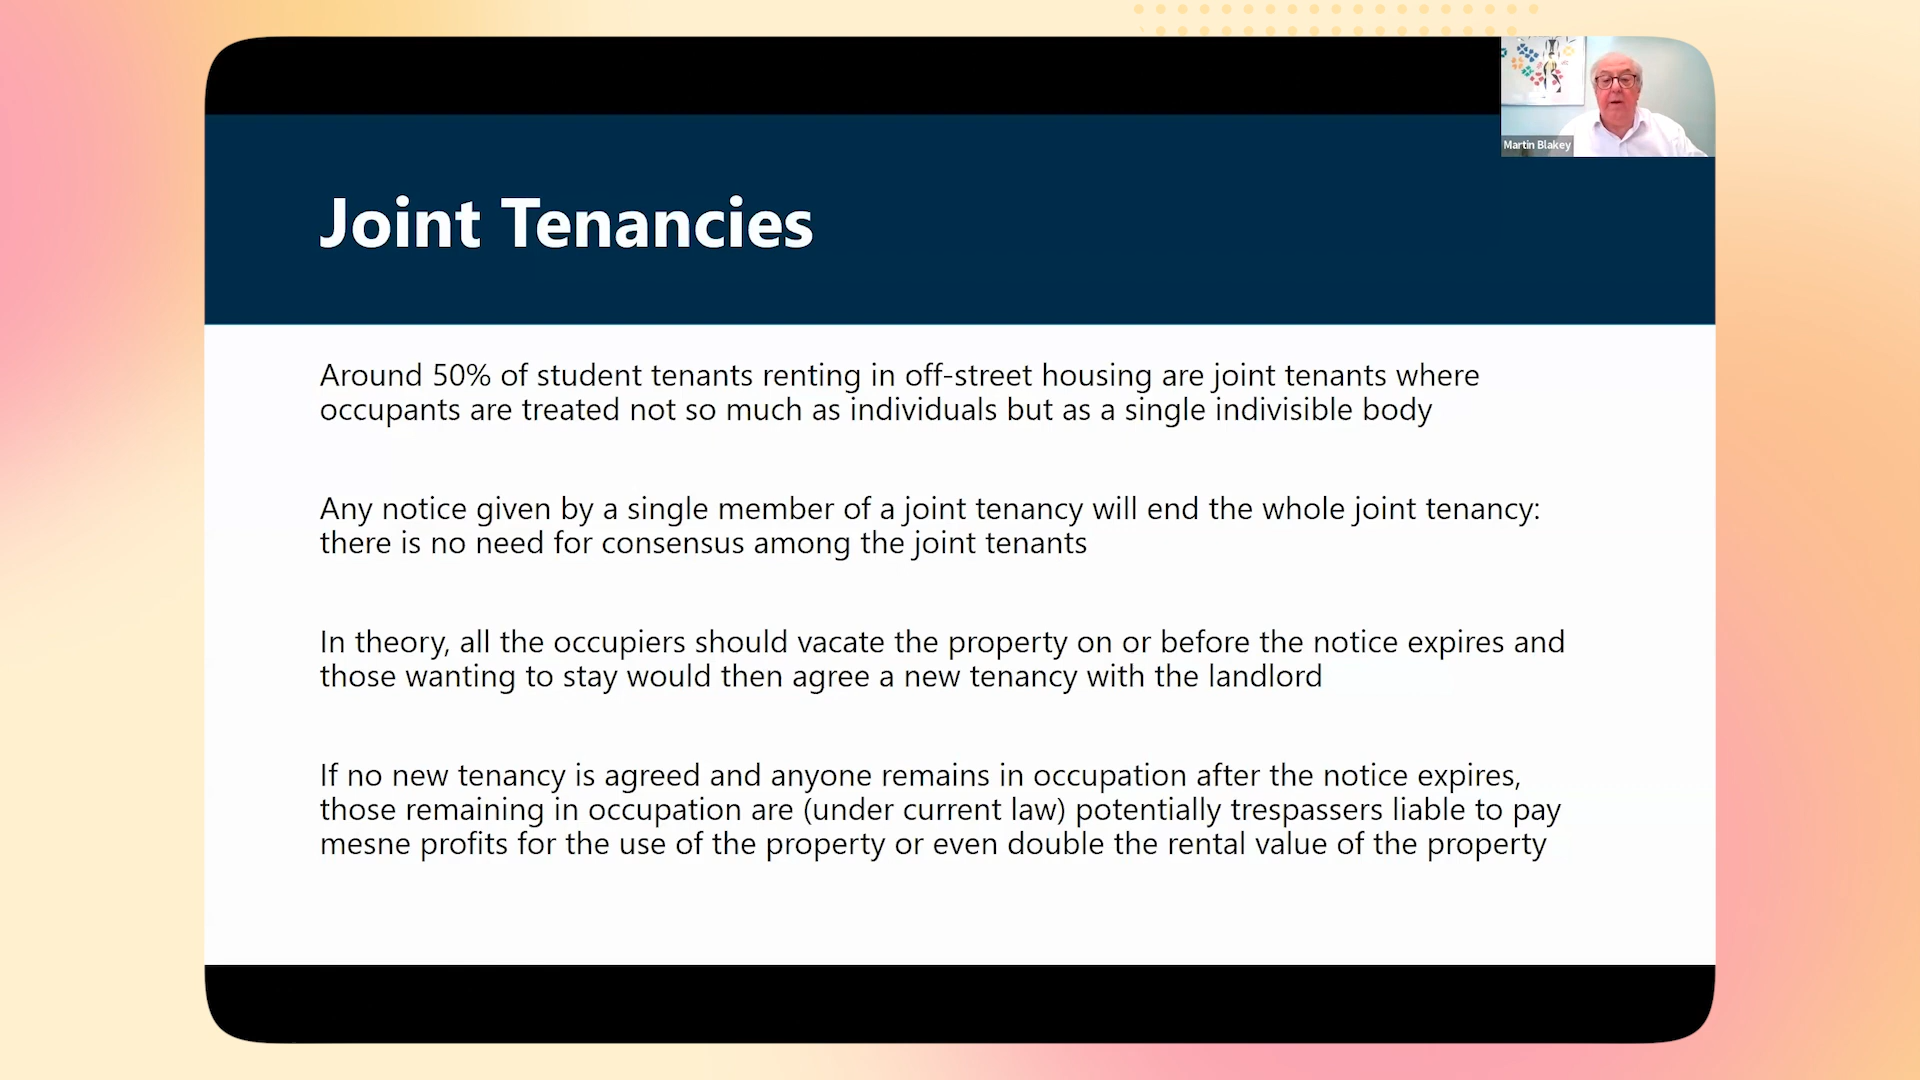 Martin Blakey
Joint Tenancies
Around 50% of student tenants renting in off-street housing are joint tenants where
occupants are treated not so much as individuals but as a single indivisible body
Any notice given by a single member of a joint tenancy will end the whole joint tenancy:
there is no need for consensus among the joint tenants
In theory, all the occupiers should vacate the property on or before the notice expires and
those wanting to stay would then agree a new tenancy with the landlord
If no new tenancy is agreed and anyone remains in occupation after the notice expires,
those remaining in occupation are (under current law) potentially trespassers liable to pay
mesne profits for the use of the property or even double the rental value of the property